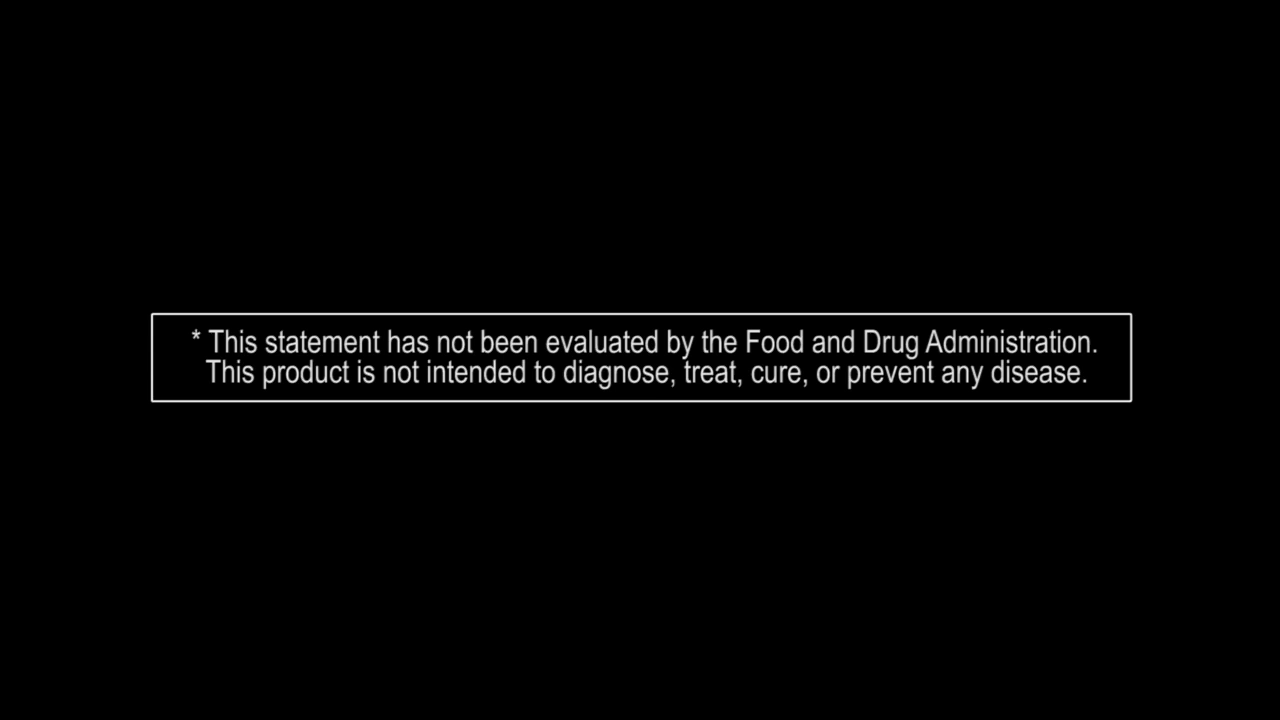 * This statement has not been evaluated by the Food and Drug Administration.
This product is not intended to diagnose, treat, cure, or prevent any disease.